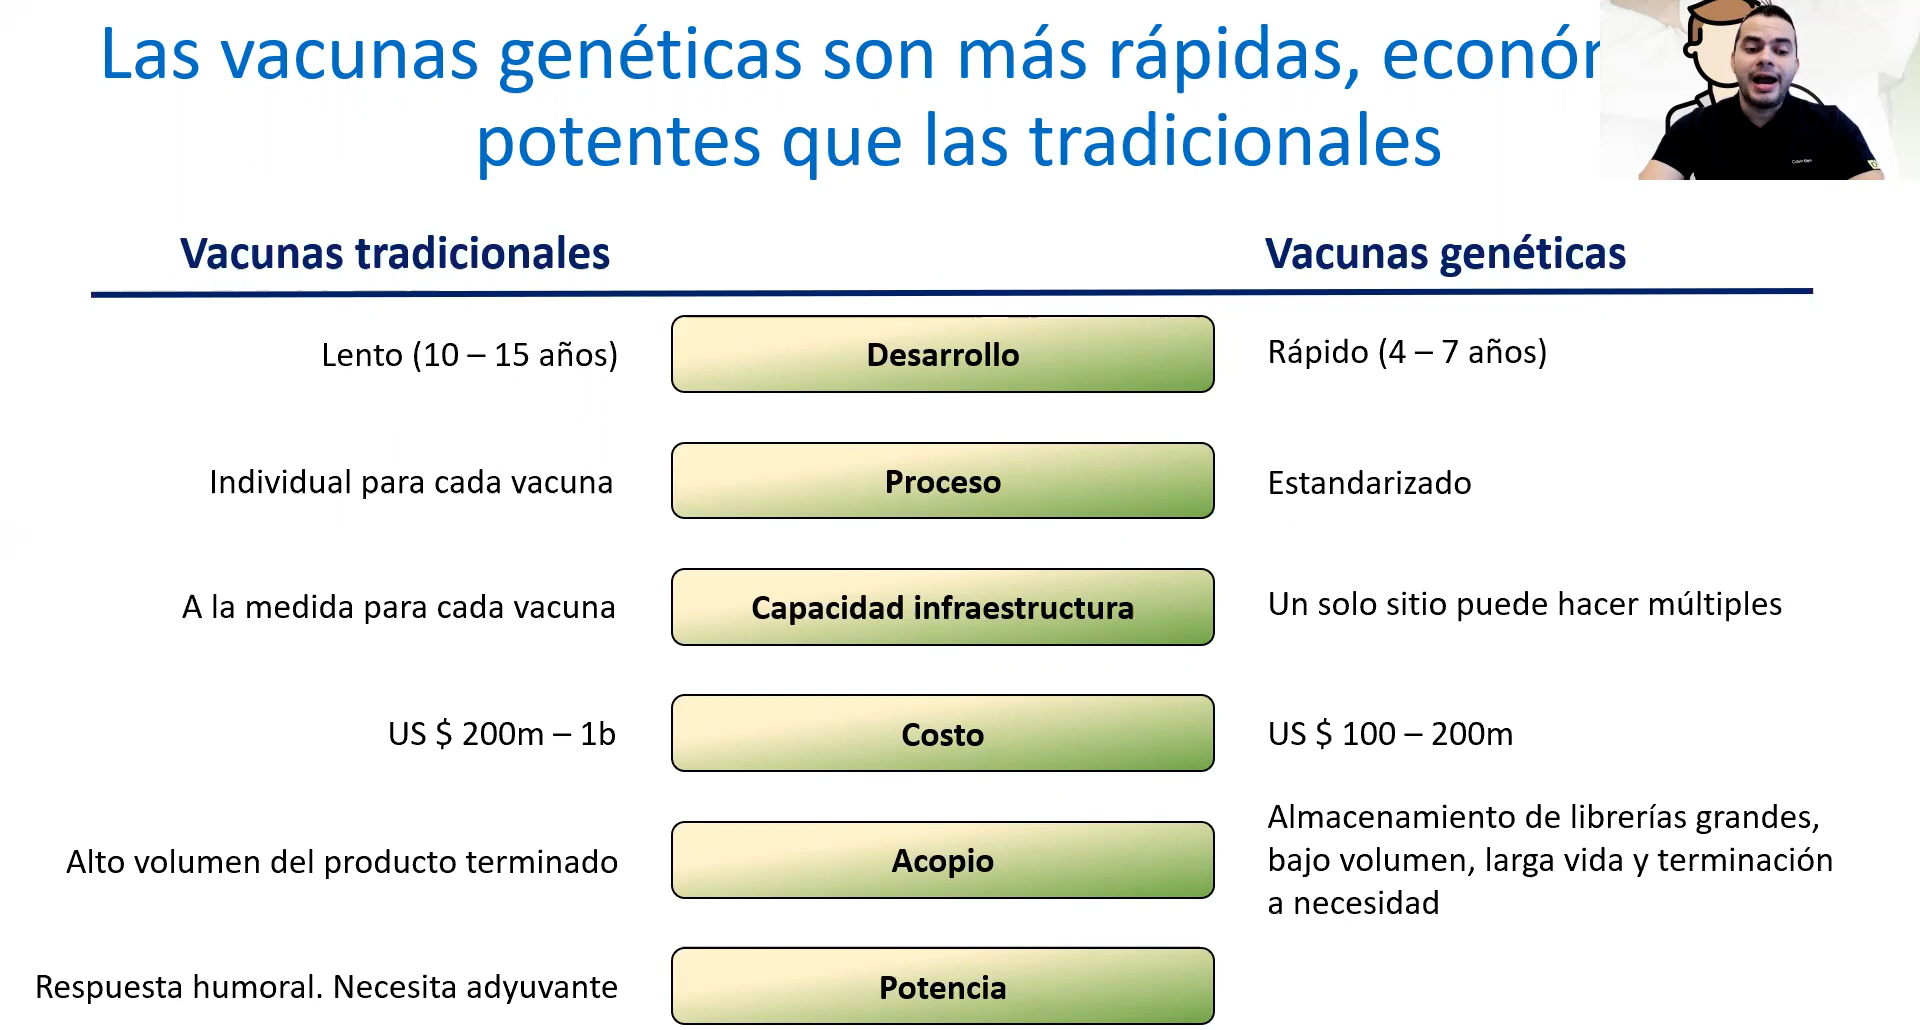 Las vacunas genéticas son más rápidas,
potentes que las tradicionales
Vacunas tradicionales
Vacunas genéticas
Lento (10 – 15 años)
Desarrollo
Rápido (4 – 7 años)
Individual para cada vacuna
Proceso
Estandarizado
A la medida para cada vacuna
Capacidad infraestructura
Un solo sitio puede hacer múltiples
US $ 200m – 1b
Costo
US $ 100 – 200m
Alto volumen del producto terminado
Acopio
Almacenamiento de librerías grandes,
bajo volumen, larga vida y terminación
a necesidad
Respuesta humoral. Necesita adyuvante
Potencia